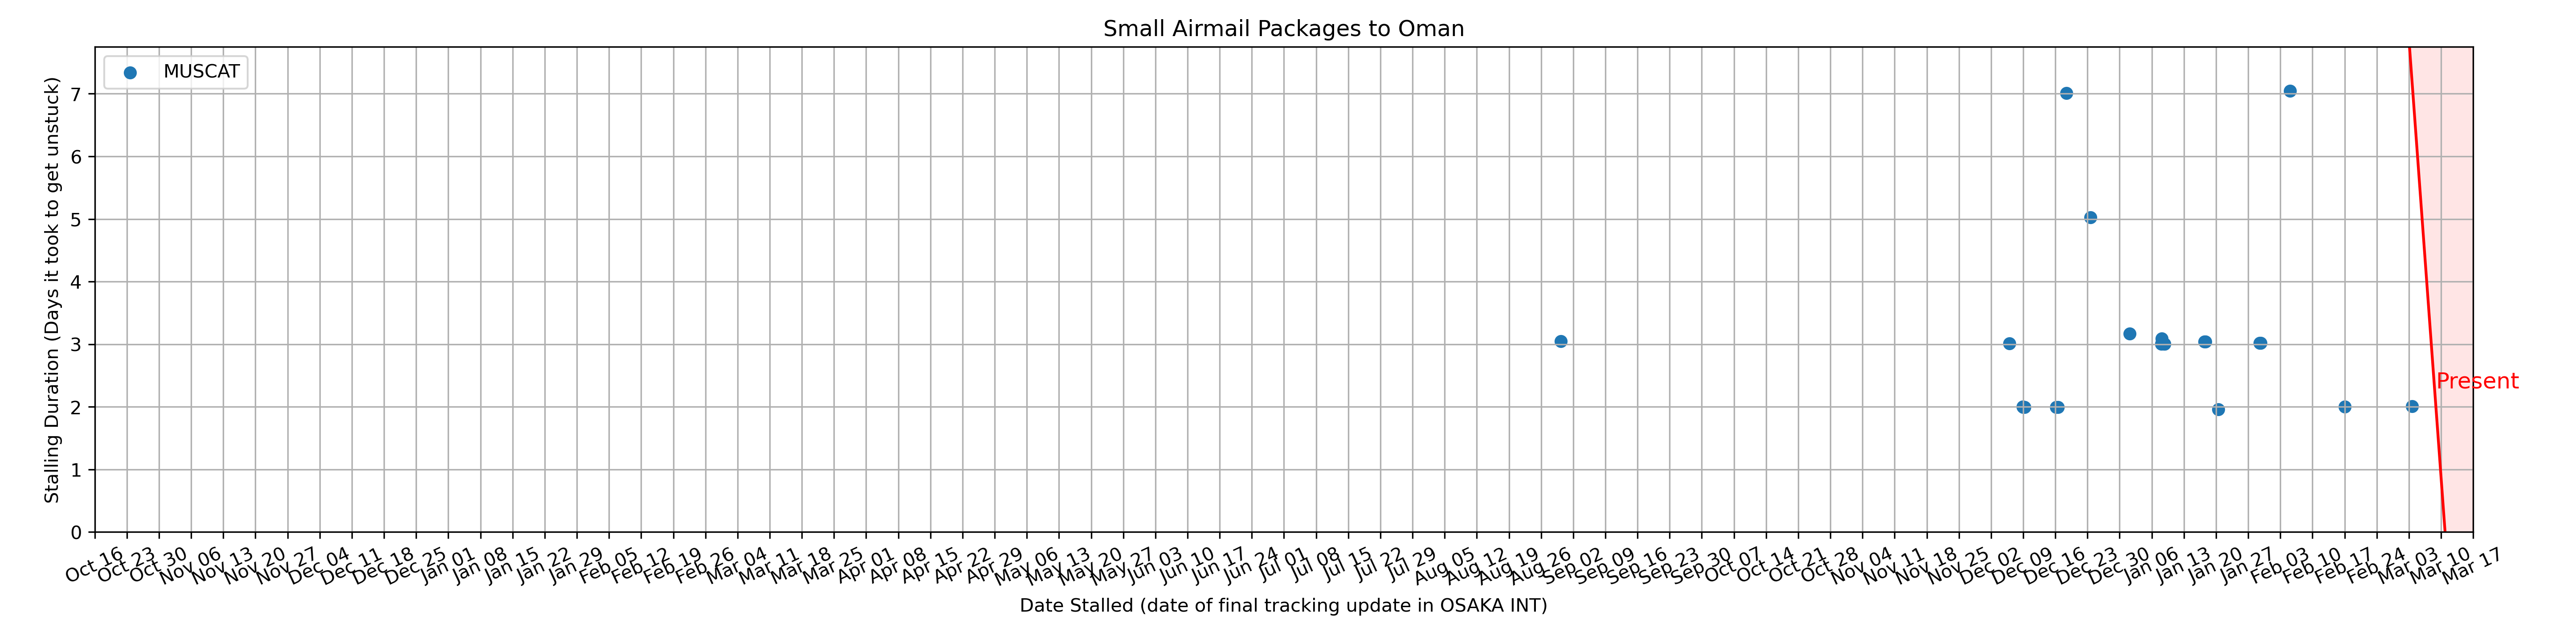 Small Airmail Packages to Oman
MUSCAT
Stalling Duration (Days it took to get unstuck)
7
6
5
4
3
2
1
0
Present
Oct 16 Oct 23 Oct 30 Nov 06 Nov 13 Nov 20 Nov 27 Dec 04 Dec 11 Dec 18 Dec 25 Jan 01 Jan 08 Jan 15 Jan 22 Jan 29 Feb 05 Feb 12 Feb 19 Feb 26 Mar 04 Mar 11 Mar 18 Mar 25 Apr 01 Apr 08 Apr 15 Apr 22 Apr 29 May 06 May 13 May 20 May 27 Jun 03 Jun 10 Jun 17 Jun 24 Jul 01 Jul 08 Jul 15 Jul 22 Jul 29 Aug 05 Aug 12 Aug 19 Aug 26 Sep 02 Sep 09 Sep 16 Sep 23 Sep 30 Oct 07 Oct 14 Oct 21 Oct 28 Nov 04 Nov 11 Nov 18 Nov 25 Dec 02 Dec 09 Dec 16 Dec 23 Dec 30 Jan 06 Jan 13 Jan 20 Jan 27 Feb 03 Feb 10 Feb 17 Feb 24 Mar 03 Mar 10 Mar 17
Date Stalled (date of final tracking update in OSAKA INT)